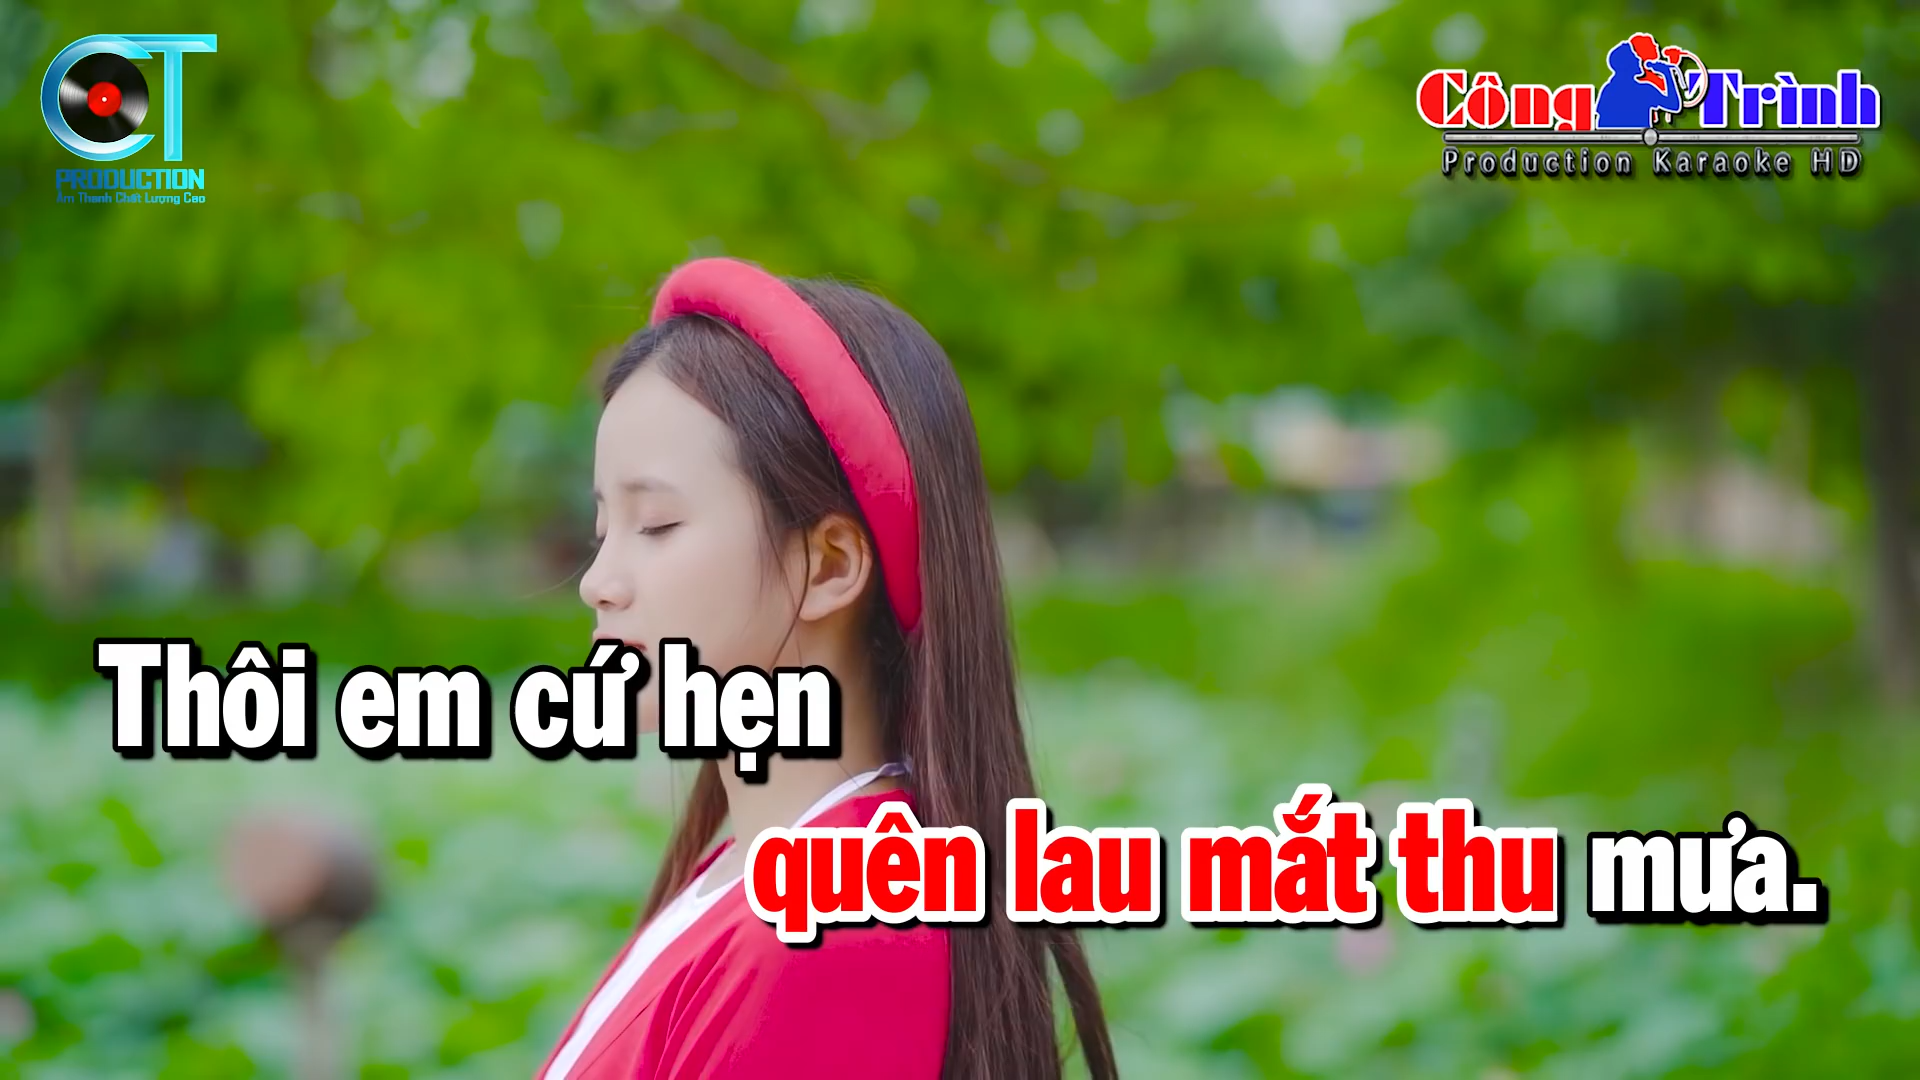 CT
PRODUCTION
Âm Thanh Chất Lượng Cao
Công Trình
Production Karaoke HD
Thôi em cứ hẹn
quên lau mắt thu mưa.